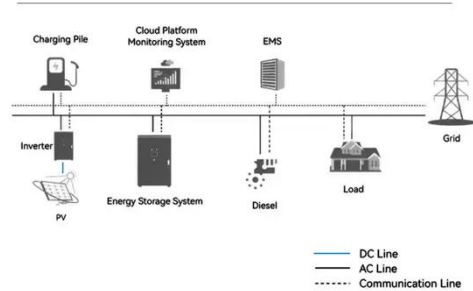 Charging Pile
Cloud Platform
Monitoring System
EMS
Grid
Inverter
PV
Energy Storage System
Diesel
Load
DC Line
AC Line
Communication Line